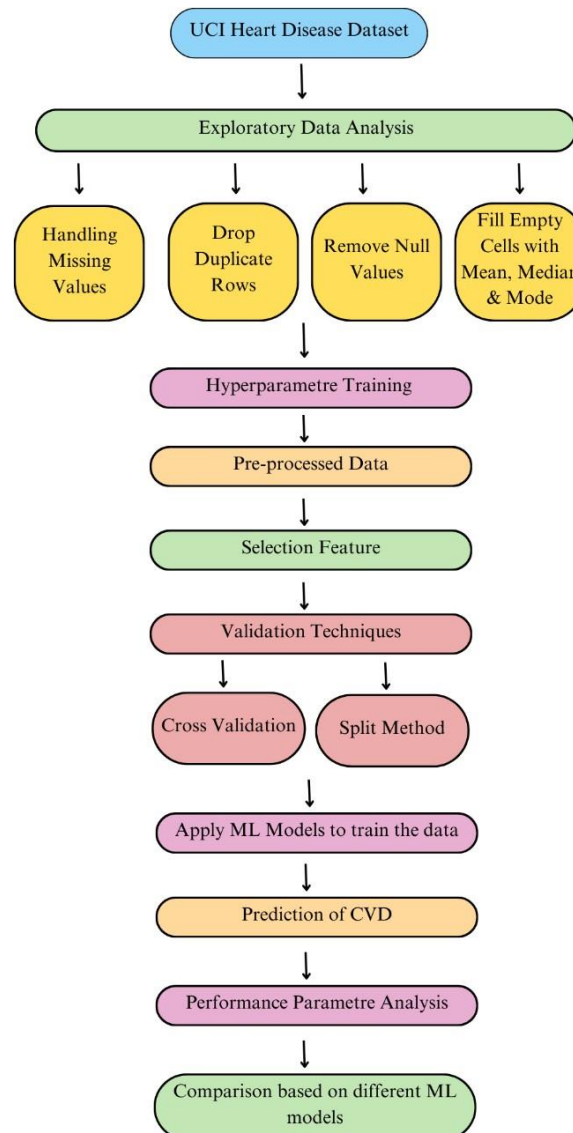 UCI Heart Disease Dataset
Exploratory Data Analysis
Handling
Missing
Values
Drop
Duplicate
Rows
Remove Null
Values
Fill Empty
Cells with
Mean, Median
& Mode
Hyperparametre Training
Pre-processed Data
Selection Feature
Validation Techniques
Cross Validation
Split Method
Apply ML Models to train the data
Prediction of CVD
Performance Parametre Analysis
Comparison based on different ML
models